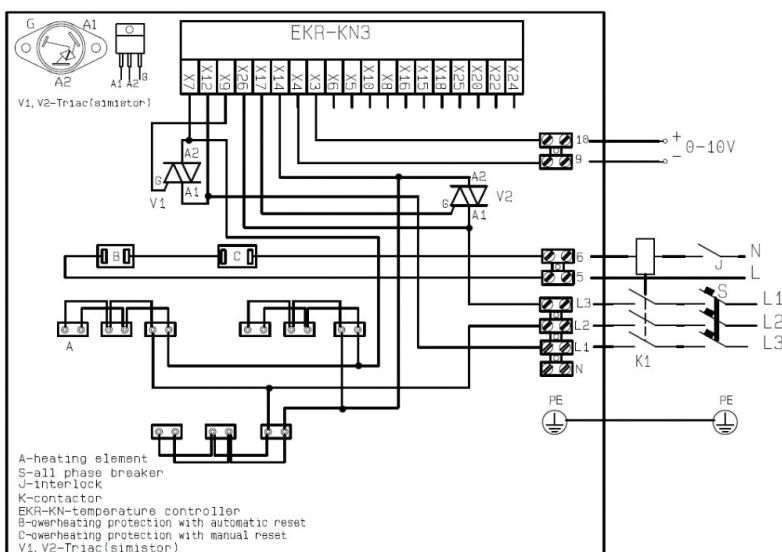 G A1
A2
A1 A2 G
V1, V2-Triac(simistor)
EKR-KN3
X7 X12 X9 X26 X17 X14 X4 X3 X6 X5 X10 X8 X16 X15 X18 X25 X20 X22 X24
10 + 0-10V
9 -
A2
G
A1
V1
A2
G
A1
V2
B C
6 J N
5 L
L3 S L1
L2 L2
L1 K1 L3
N
A
PE PE
A-heating element
S-all phase breaker
J-interlock
K-contactor
EKR-KN-temperature controller
B-owerheating protection with automatic reset
C-owerheating protection with manual reset
V1, V2-Triac(simistor)